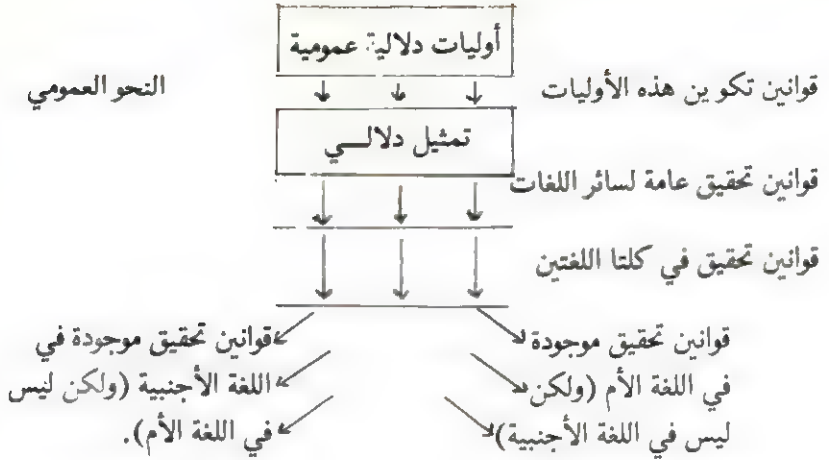 أوليات دلالية عمومية
قوانين تكوين هذه الأوليات
النحو العمومي
تمثيل دلالـــي
قوانين تحقيق عامة لسائر اللغات
قوانين تحقيق في كلتا اللغتين
قوانين تحقيق موجودة
في اللغة الأم (ولكن
ليس في اللغة الأجنبية)
قوانين تحقيق موجودة في
اللغة الأجنبية (ولكن ليس
في اللغة الأم).